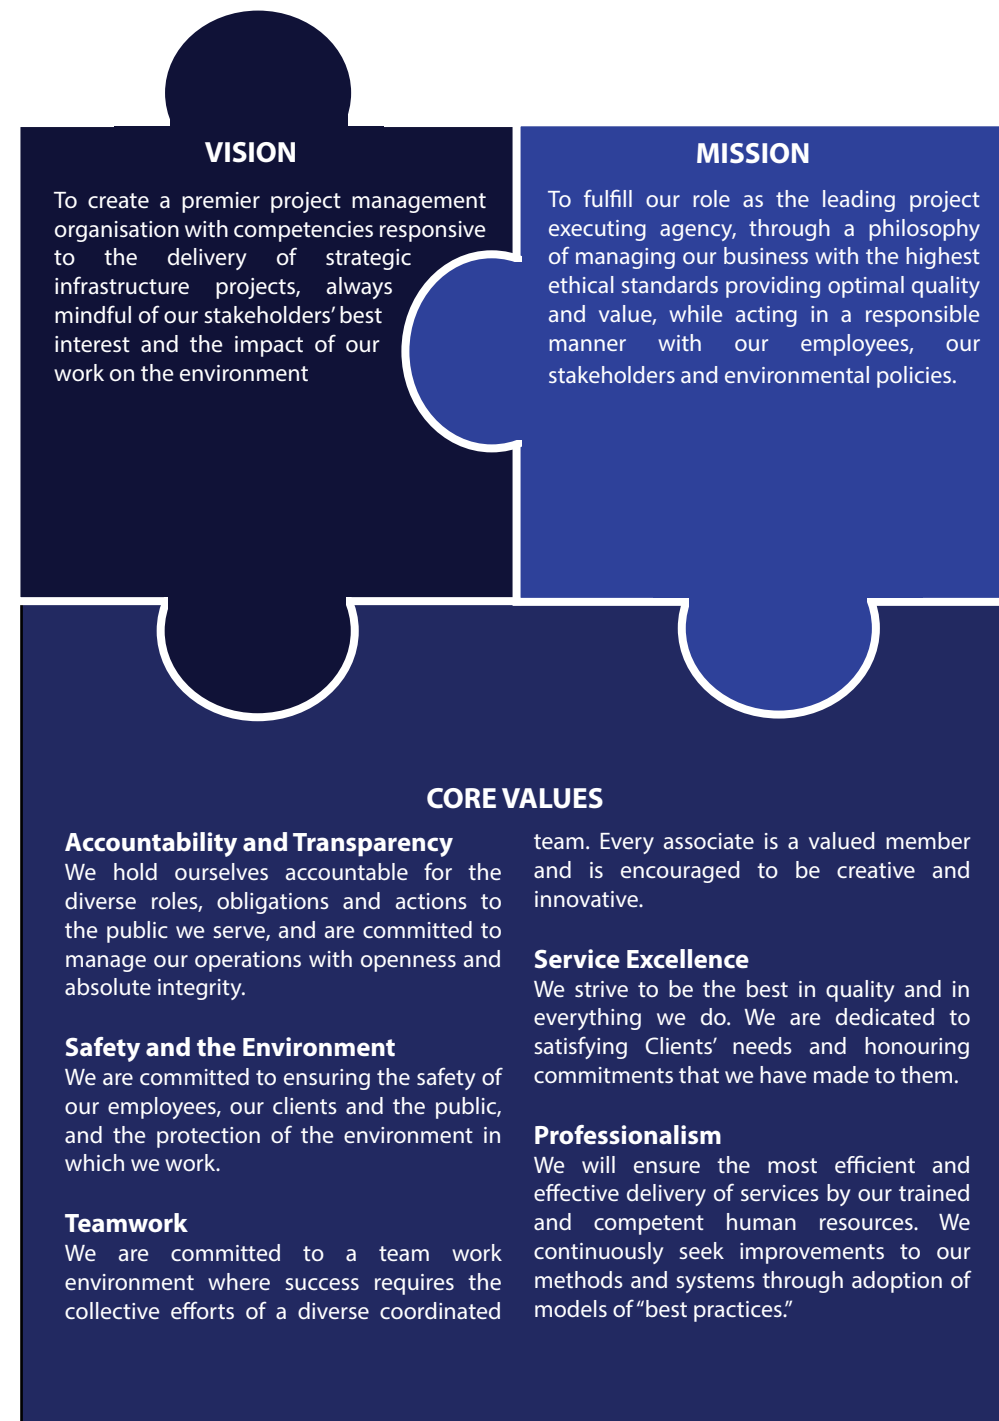 VISION
To create a premier project management
organisation with competencies responsive
to the delivery of strategic
infrastructure projects, always
mindful of our stakeholders’ best
interest and the impact of our
work on the environment
MISSION
To fulfill our role as the leading project
executing agency, through a philosophy
of managing our business with the highest
ethical standards providing optimal quality
and value, while acting in a responsible
manner with our employees, our
stakeholders and environmental policies.
CORE VALUES
Accountability and Transparency
We hold ourselves accountable for the
diverse roles, obligations and actions to
the public we serve, and are committed to
manage our operations with openness and
absolute integrity.
Safety and the Environment
We are committed to ensuring the safety of
our employees, our clients and the public,
and the protection of the environment in
which we work.
Teamwork
We are committed to a team work
environment where success requires the
collective efforts of a diverse coordinated
team. Every associate is a valued member
and is encouraged to be creative and
innovative.
Service Excellence
We strive to be the best in quality and in
everything we do. We are dedicated to
satisfying Clients’ needs and honouring
commitments that we have made to them.
Professionalism
We will ensure the most efficient and
effective delivery of services by our trained
and competent human resources. We
continuously seek improvements to our
methods and systems through adoption of
models of “best practices.”